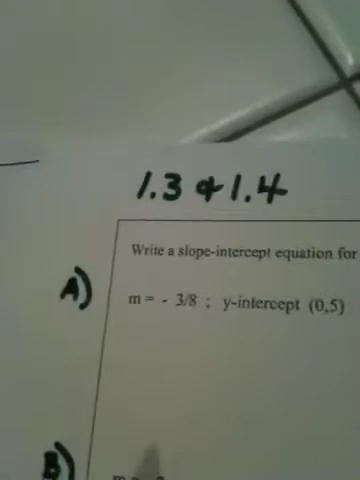 1.3 & 1.4
Write a slope-intercept equation for
A)
m = - 3/8 ; y-intercept (0,5)
B)